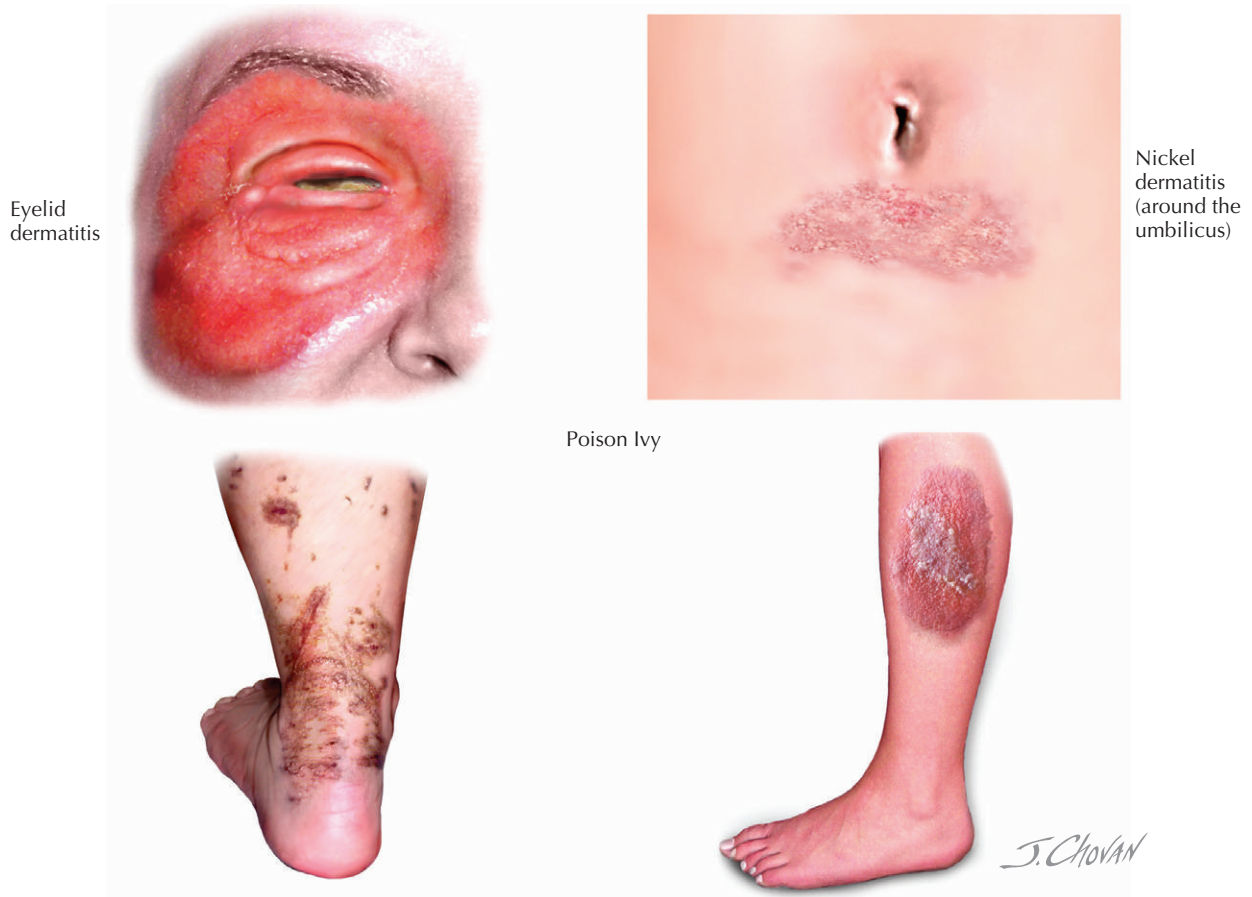 Eyelid
dermatitis
Nickel
dermatitis
(around the
umbilicus)
Poison Ivy
J. CHOVAN